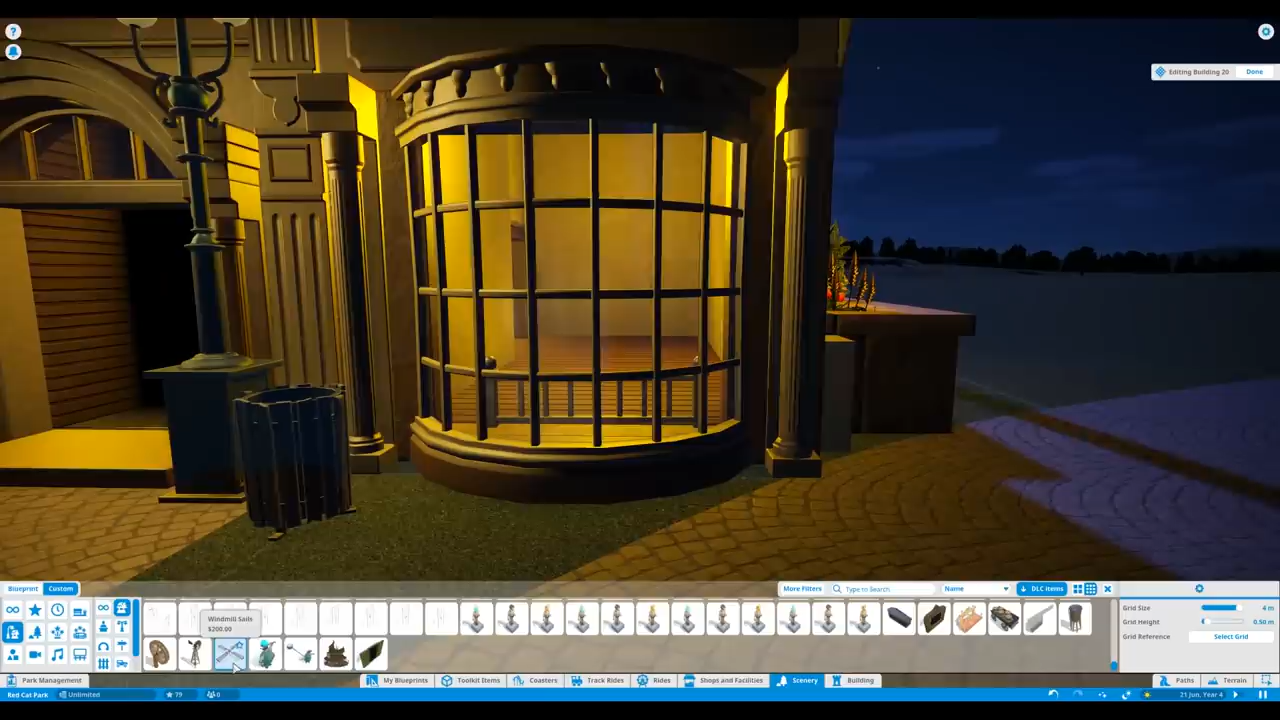 ?
Editing Building 20 Done
Blueprint Custom
More Filters Type to Search Name DLC Items
Windmill Sails
$200.00
Grid Size 4 m
Grid Height 0.50 m
Grid Reference Select Grid
Park Management My Blueprints Toolkit Items Coasters Track Rides Rides Shops and Facilities Scenery Building Paths Terrain
Red Cat Park Unlimited 79 0 21 Jun, Year 4